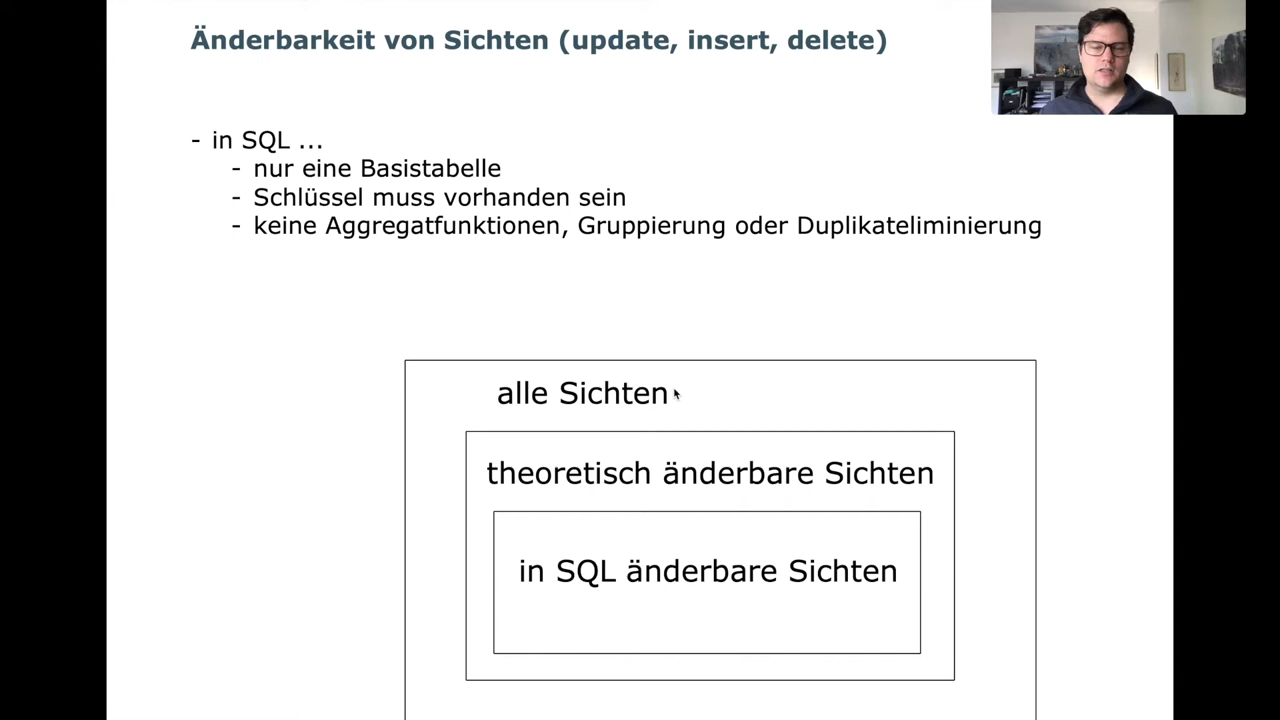 Änderbarkeit von Sichten (update, insert, delete)
- in SQL ...
- nur eine Basistabelle
- Schlüssel muss vorhanden sein
- keine Aggregatfunktionen, Gruppierung oder Duplikateliminierung
alle Sichten
theoretisch änderbare Sichten
in SQL änderbare Sichten